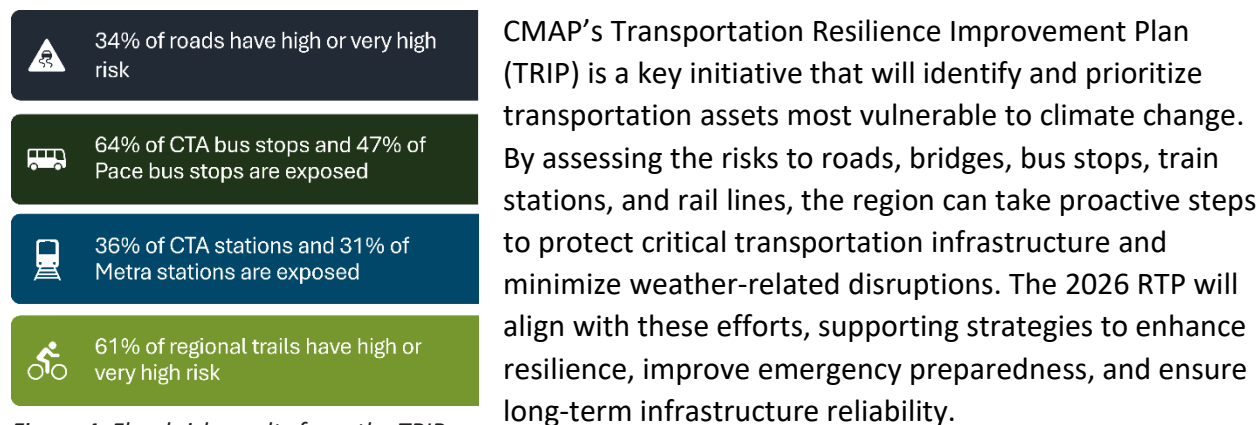 34% of roads have high or very high
risk
64% of CTA bus stops and 47% of
Pace bus stops are exposed
36% of CTA stations and 31% of
Metra stations are exposed
61% of regional trails have high or
very high risk
CMAP’s Transportation Resilience Improvement Plan
(TRIP) is a key initiative that will identify and prioritize
transportation assets most vulnerable to climate change.
By assessing the risks to roads, bridges, bus stops, train
stations, and rail lines, the region can take proactive steps
to protect critical transportation infrastructure and
minimize weather-related disruptions. The 2026 RTP will
align with these efforts, supporting strategies to enhance
resilience, improve emergency preparedness, and ensure
long-term infrastructure reliability.